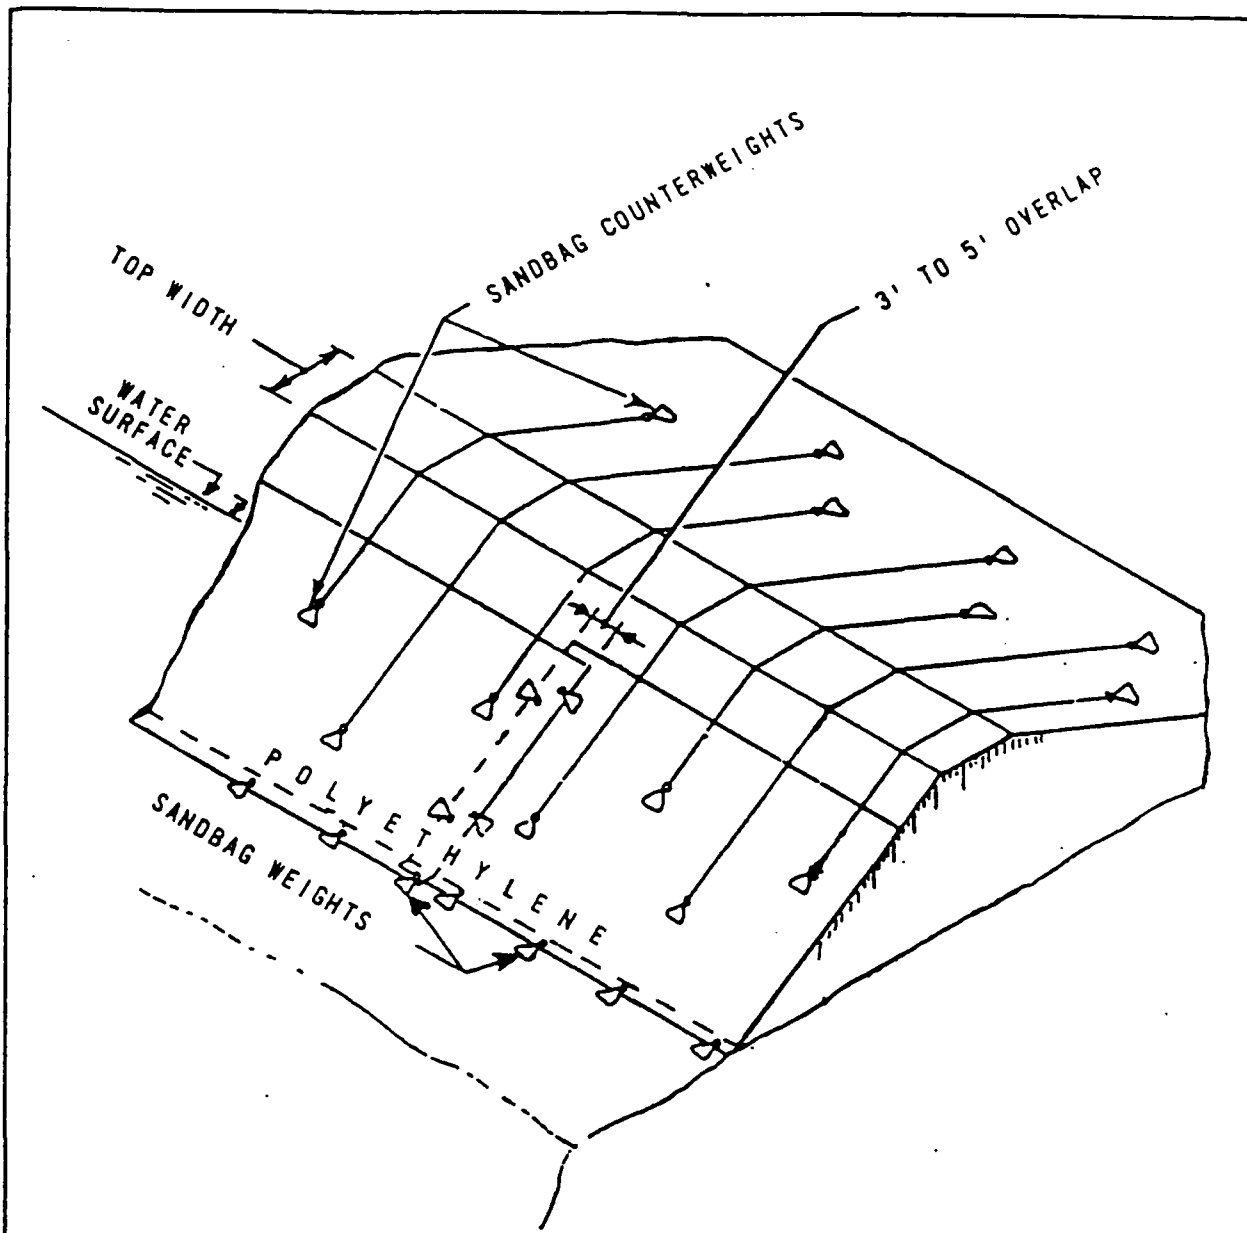 SANDBAG COUNTERWEIGHTS
3' TO 5' OVERLAP
TOP WIDTH
WATER
SURFACE
POLYETHYLENE
SANDBAG WEIGHTS